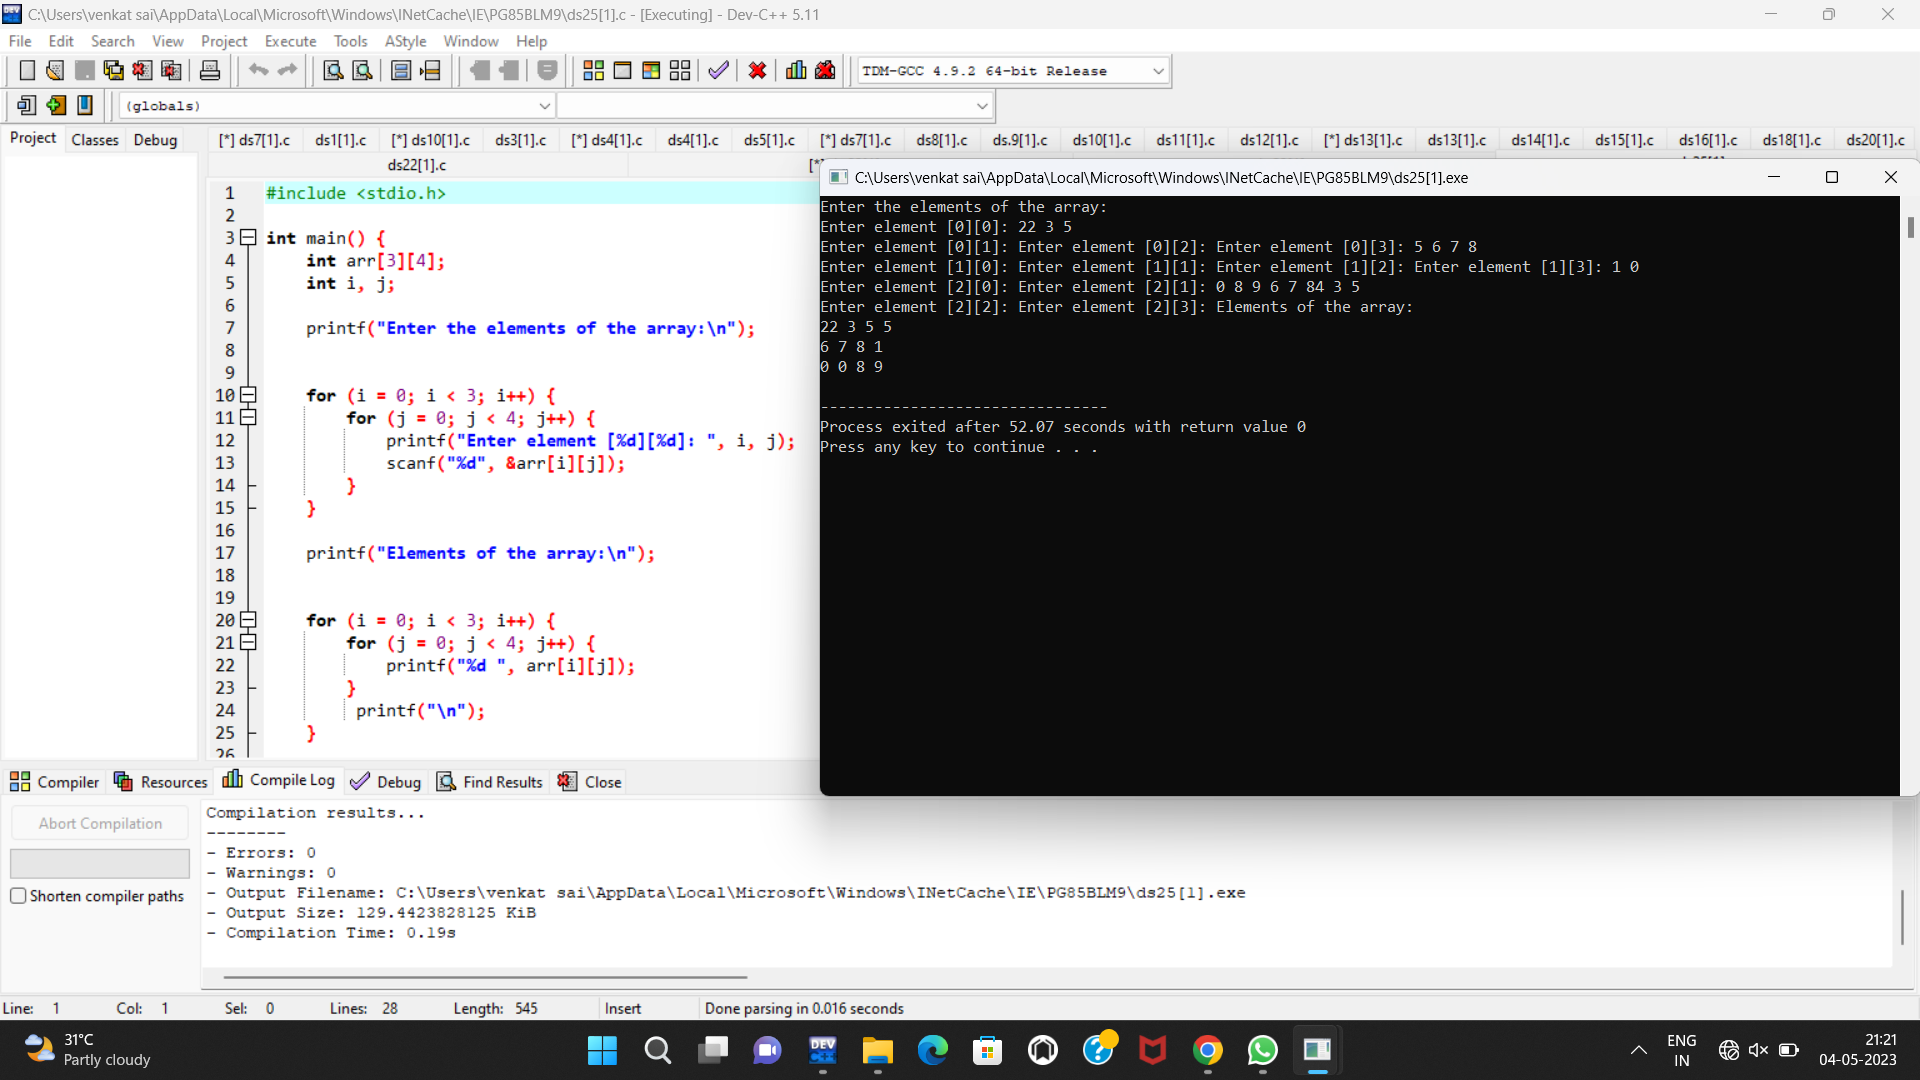 C:\Users\venkat sai\AppData\Local\Microsoft\Windows\INetCache\IE\PG85BLM9\ds25[1].c - [Executing] - Dev-C++ 5.11
File Edit Search View Project Execute Tools AStyle Window Help
TDM-GCC 4.9.2 64-bit Release
(globals)
Project Classes Debug
[*] ds7[1].c ds1[1].c [*] ds10[1].c ds3[1].c [*] ds4[1].c ds4[1].c ds5[1].c [*] ds7[1].c ds8[1].c ds.9[1].c ds10[1].c ds11[1].c ds12[1].c [*] ds13[1].c ds13[1].c ds14[1].c ds15[1].c ds16[1].c ds18[1].c ds20[1].c
ds22[1].c
1 #include <stdio.h>
2
3 int main() {
4 int arr[3][4];
5 int i, j;
6
7 printf("Enter the elements of the array:\n");
8
9
10 for (i = 0; i < 3; i++) {
11 for (j = 0; j < 4; j++) {
12 printf("Enter element [%d][%d]: ", i, j);
13 scanf("%d", &arr[i][j]);
14 }
15 }
16
17 printf("Elements of the array:\n");
18
19
20 for (i = 0; i < 3; i++) {
21 for (j = 0; j < 4; j++) {
22 printf("%d ", arr[i][j]);
23 }
24 printf("\n");
25 }
26
C:\Users\venkat sai\AppData\Local\Microsoft\Windows\INetCache\IE\PG85BLM9\ds25[1].exe
Enter the elements of the array:
Enter element [0][0]: 22 3 5
Enter element [0][1]: Enter element [0][2]: Enter element [0][3]: 5 6 7 8
Enter element [1][0]: Enter element [1][1]: Enter element [1][2]: Enter element [1][3]: 1 0
Enter element [2][0]: Enter element [2][1]: 0 8 9 6 7 84 3 5
Enter element [2][2]: Enter element [2][3]: Elements of the array:
22 3 5 5
6 7 8 1
0 0 8 9
--------------------------------
Process exited after 52.07 seconds with return value 0
Press any key to continue . . .
Compiler Resources Compile Log Debug Find Results Close
Abort Compilation
Shorten compiler paths
Compilation results...
--------
- Errors: 0
- Warnings: 0
- Output Filename: C:\Users\venkat sai\AppData\Local\Microsoft\Windows\INetCache\IE\PG85BLM9\ds25[1].exe
- Output Size: 129.4423828125 KiB
- Compilation Time: 0.19s
Line: 1 Col: 1 Sel: 0 Lines: 28 Length: 545 Insert Done parsing in 0.016 seconds
31°C
Partly cloudy
DEV
C++
ENG
IN
21:21
04-05-2023